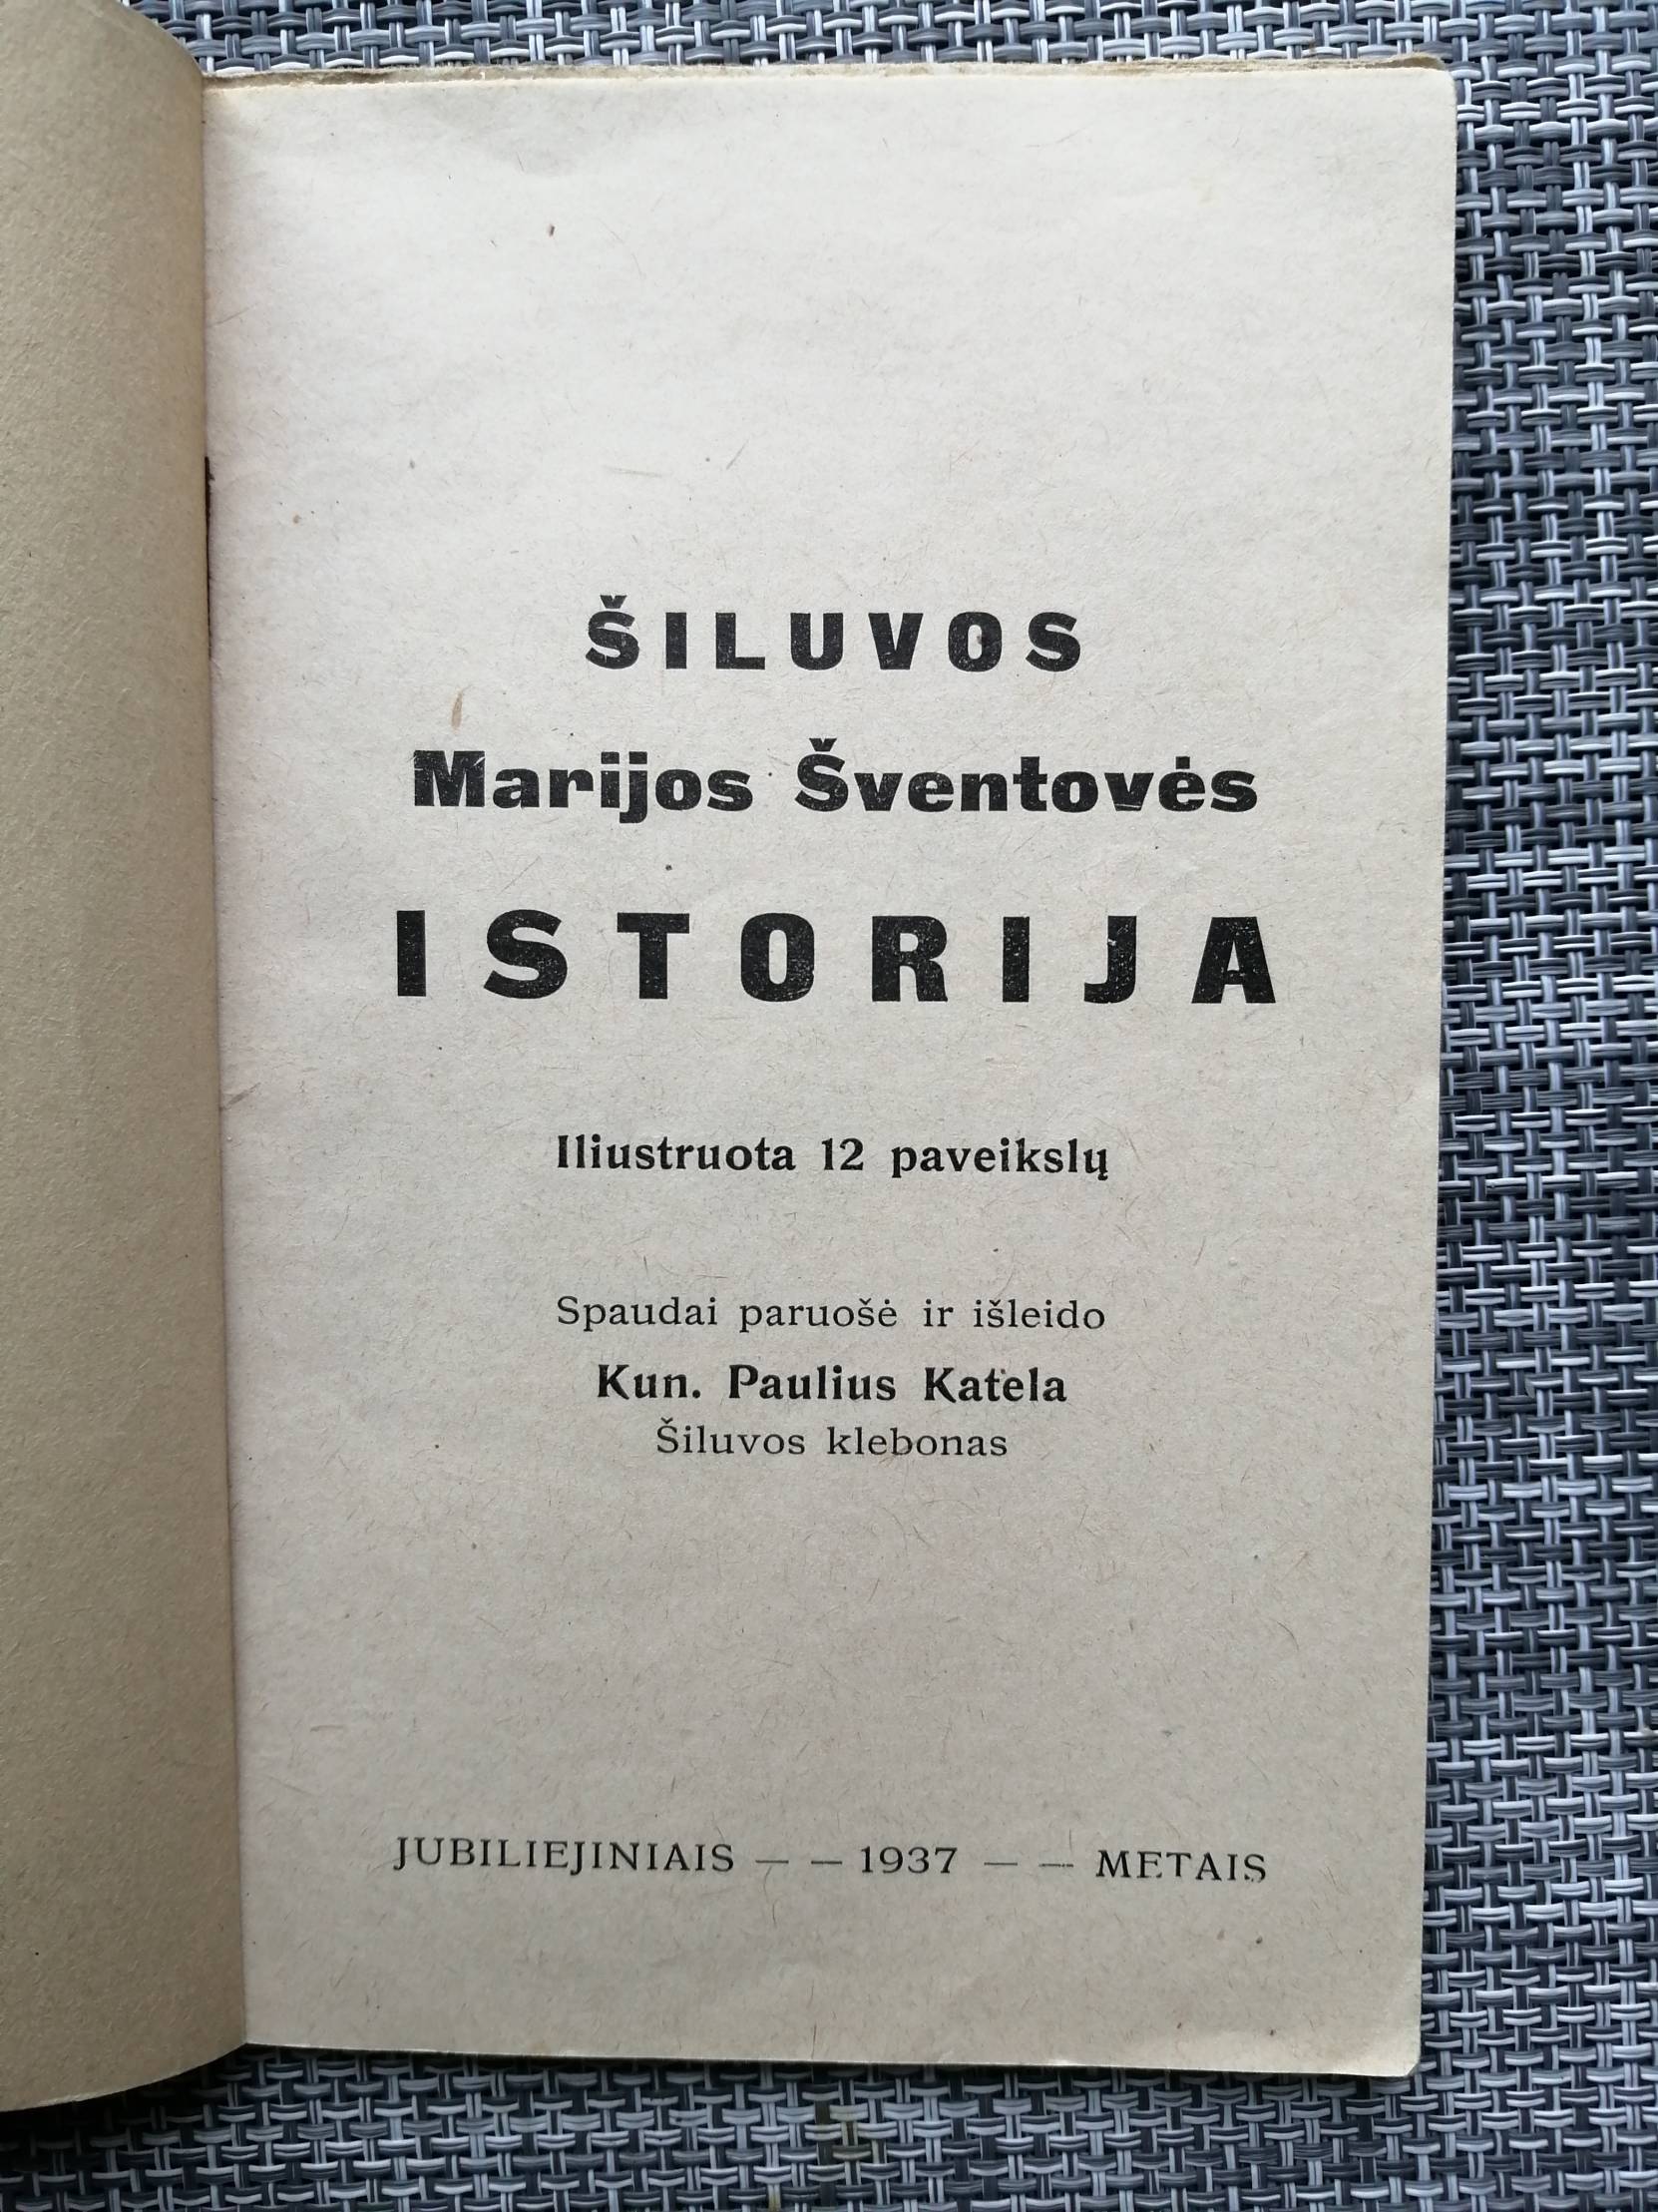 ŠILUVOS
Marijos Šventovės
ISTORIJA
Iliustruota 12 paveikslų
Spaudai paruošė ir išleido
Kun. Paulius Katela
Šiluvos klebonas
JUBILIEJINIAIS — — 1937 — — METAIS